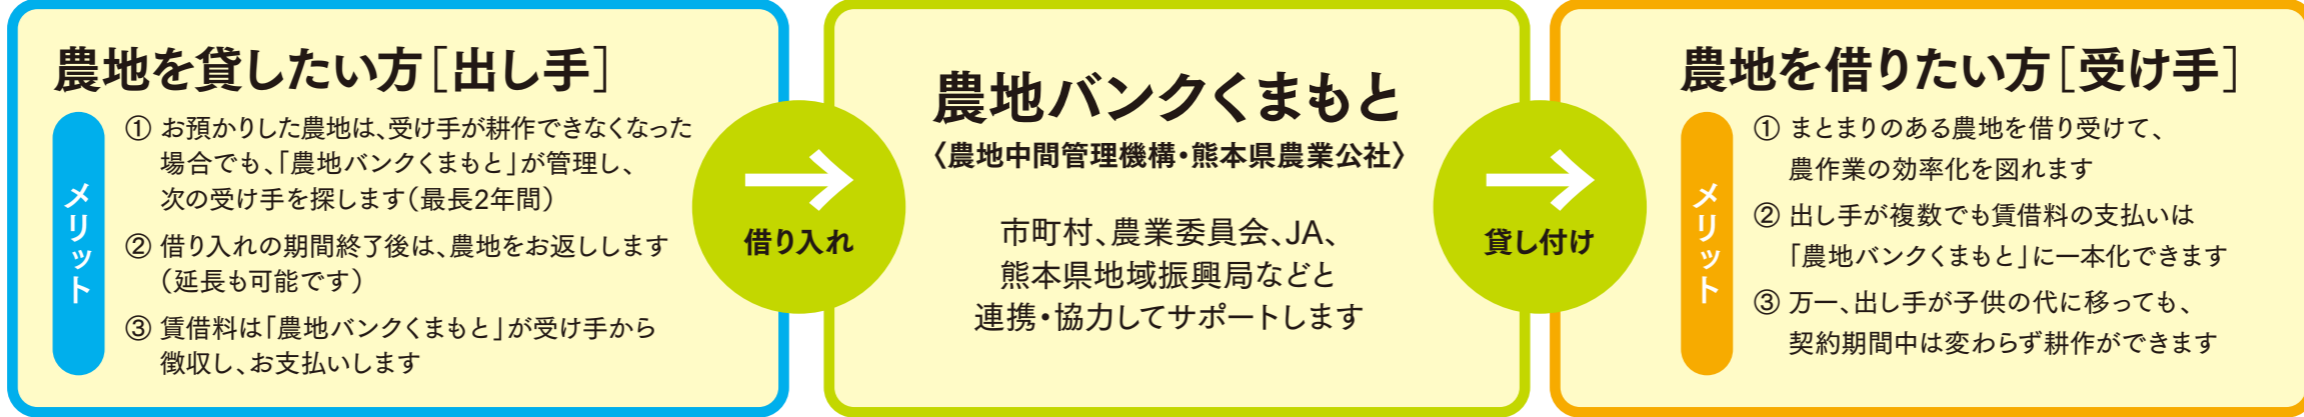 農地を貸したい方[出し手]
メリット
① お預かりした農地は、受け手が耕作できなくなった
場合でも、「農地バンクくまもと」が管理し、
次の受け手を探します(最長2年間)
② 借り入れの期間終了後は、農地をお返しします
(延長も可能です)
③ 賃借料は「農地バンクくまもと」が受け手から
徴収し、お支払いします
借り入れ
農地バンクくまもと
〈農地中間管理機構・熊本県農業公社〉
市町村、農業委員会、JA、
熊本県地域振興局などと
連携・協力してサポートします
貸し付け
農地を借りたい方[受け手]
メリット
① まとまりのある農地を借り受けて、
農作業の効率化を図れます
② 出し手が複数でも賃借料の支払いは
「農地バンクくまもと」に一本化できます
③ 万一、出し手が子供の代に移っても、
契約期間中は変わらず耕作ができます